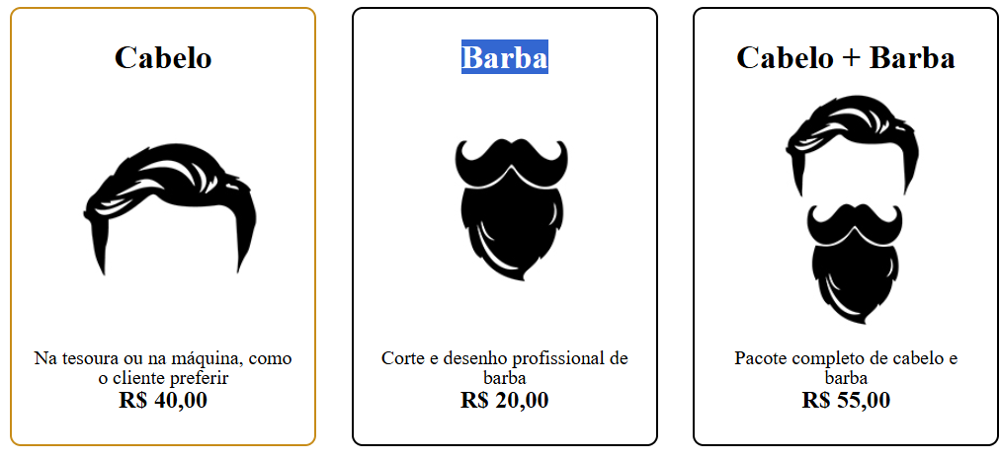 Cabelo
Na tesoura ou na máquina, como
o cliente preferir
R$ 40,00
Barba
Corte e desenho profissional de
barba
R$ 20,00
Cabelo + Barba
Pacote completo de cabelo e
barba
R$ 55,00